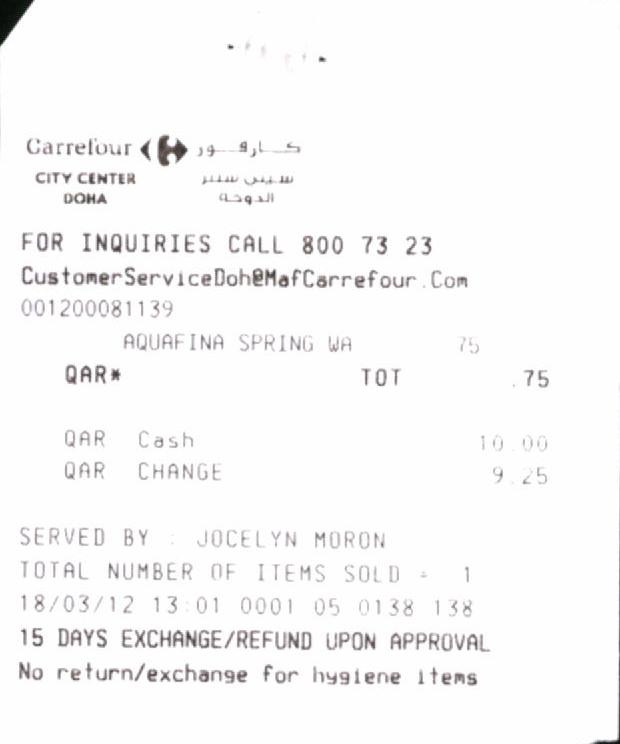 Carrefour كارفور
CITY CENTER سيتي سنتر
DOHA الدوحة
FOR INQUIRIES CALL 800 73 23
CustomerServiceDoh@MafCarrefour.Com
001200081139
AQUAFINA SPRING WA 75
QAR* TOT .75
QAR Cash 10.00
QAR CHANGE 9.25
SERVED BY : JOCELYN MORON
TOTAL NUMBER OF ITEMS SOLD = 1
18/03/12 13:01 0001 05 0138 138
15 DAYS EXCHANGE/REFUND UPON APPROVAL
No return/exchange for hygiene items